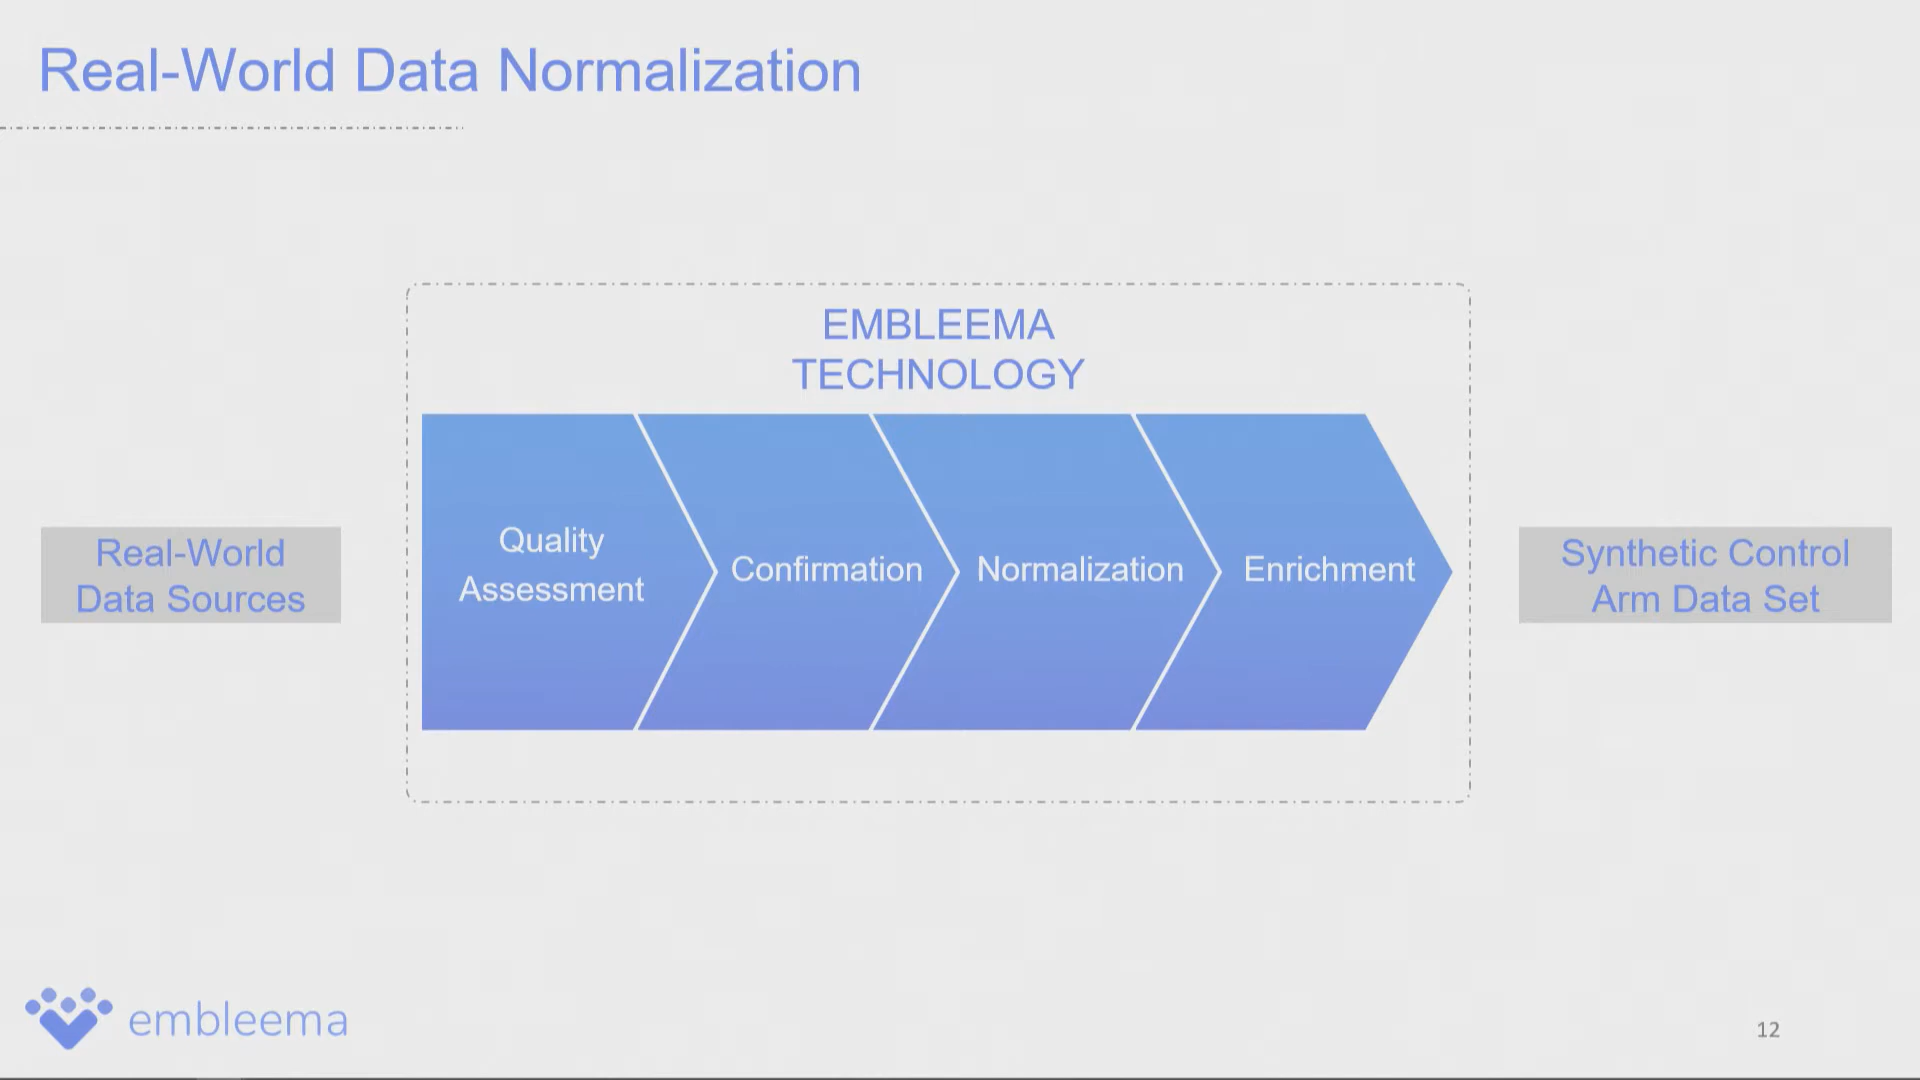 Real-World Data Normalization
EMBLEEMA
TECHNOLOGY
Real-World
Data Sources
Quality
Assessment
Confirmation
Normalization
Enrichment
Synthetic Control
Arm Data Set
embleema
12